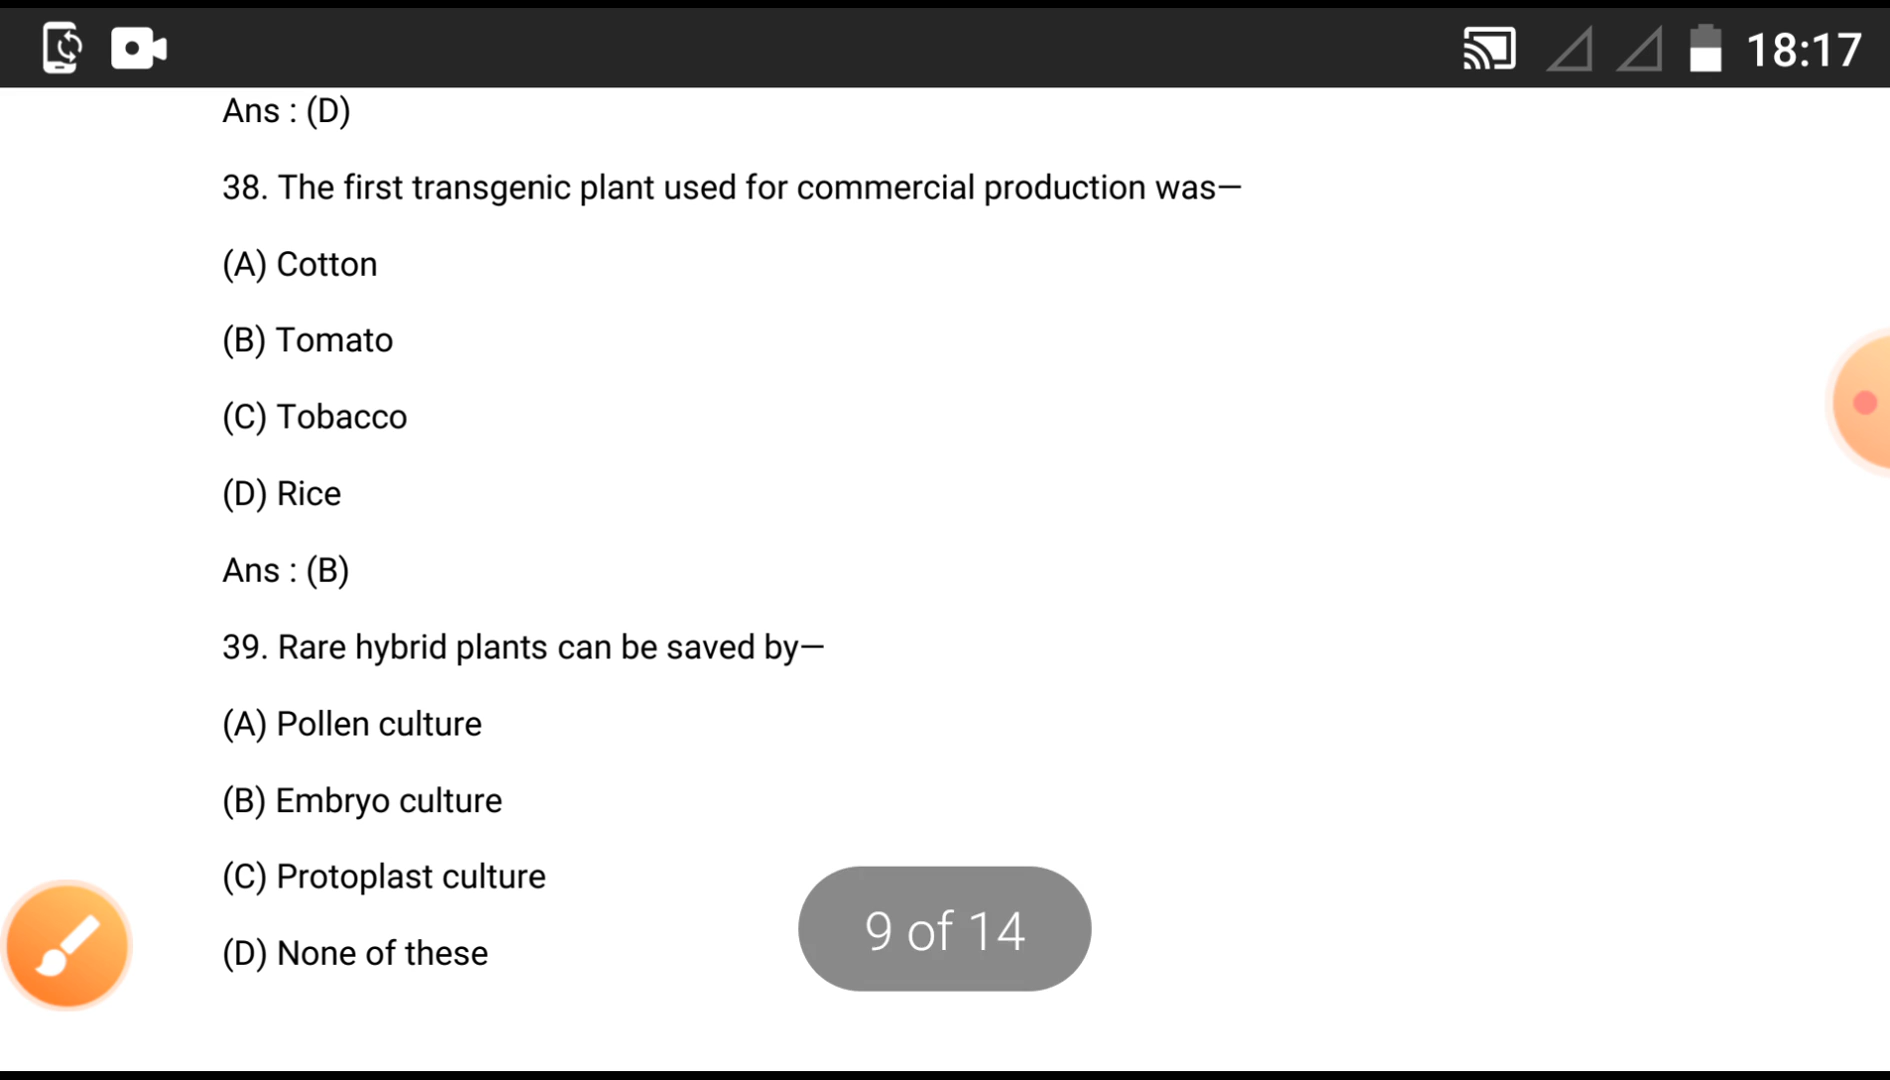 18:17
Ans : (D)
38. The first transgenic plant used for commercial production was—
(A) Cotton
(B) Tomato
(C) Tobacco
(D) Rice
Ans : (B)
39. Rare hybrid plants can be saved by—
(A) Pollen culture
(B) Embryo culture
(C) Protoplast culture
(D) None of these
9 of 14